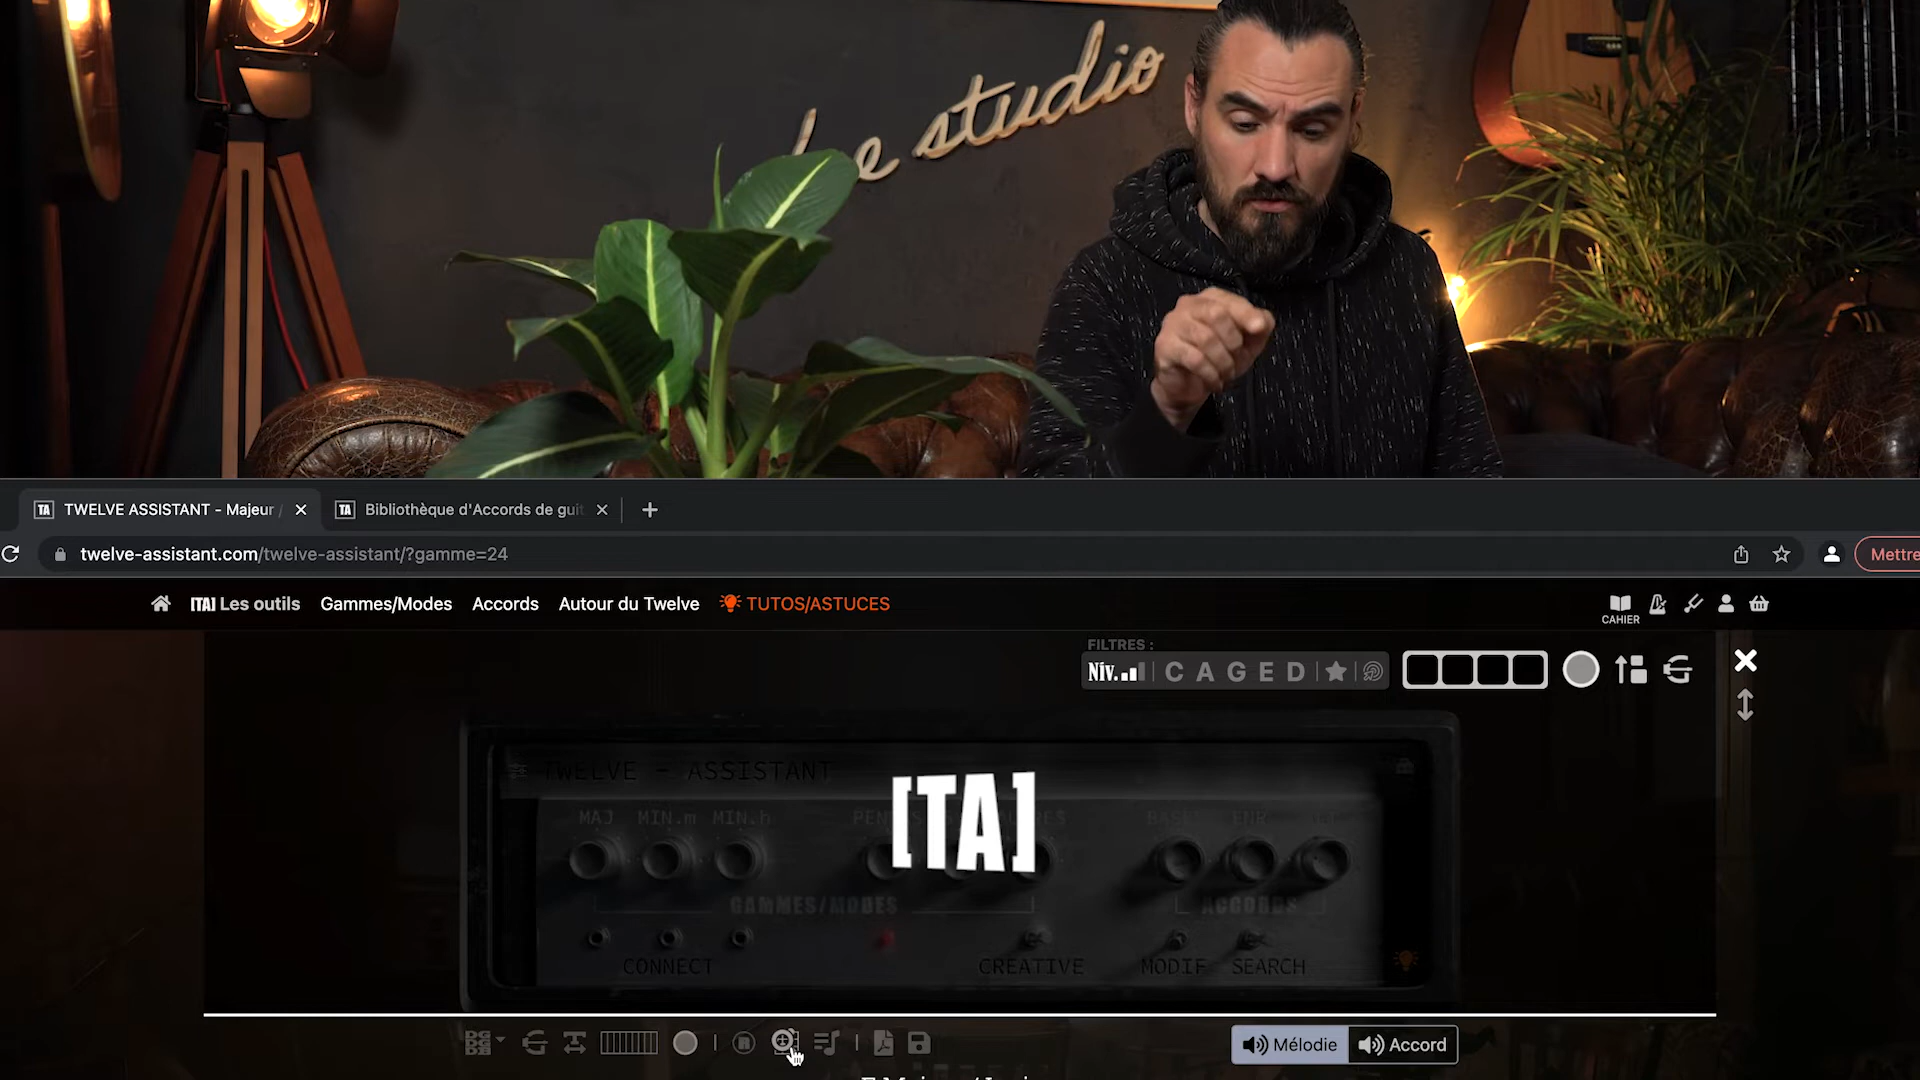 the studio
TWELVE ASSISTANT - Majeur /
Bibliothèque d'Accords de guit
twelve-assistant.com/twelve-assistant/?gamme=24
Mettre
[TA] Les outils
Gammes/Modes
Accords
Autour du Twelve
TUTOS/ASTUCES
CAHIER
FILTRES :
Niv.
C A G E D
TWELVE - ASSISTANT
MAJ MIN.m MIN.h
[TA]
GAMMES/MODES
ACCORDS
CONNECT
CREATIVE
MODIF
SEARCH
Mélodie
Accord